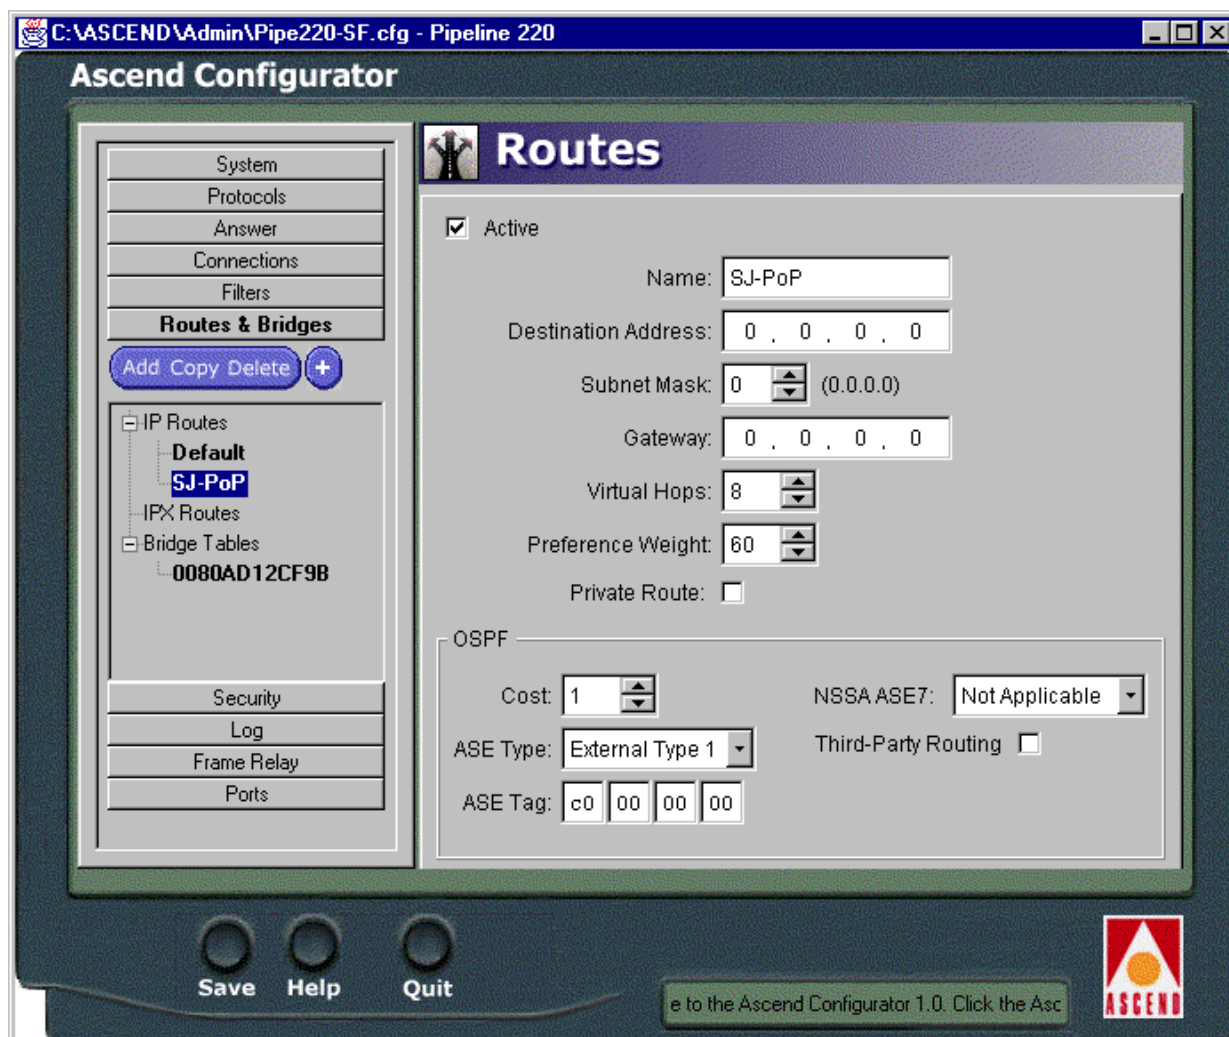 C:\ASCEND\Admin\Pipe220-SF.cfg - Pipeline 220
Ascend Configurator
System
Protocols
Answer
Connections
Filters
Routes & Bridges
Add Copy Delete +
IP Routes
Default
SJ-PoP
IPX Routes
Bridge Tables
0080AD12CF9B
Security
Log
Frame Relay
Ports
Routes
Active
Name: SJ-PoP
Destination Address: 0 . 0 . 0 . 0
Subnet Mask: 0 (0.0.0.0)
Gateway: 0 . 0 . 0 . 0
Virtual Hops: 8
Preference Weight: 60
Private Route:
OSPF
Cost: 1 NSSA ASE7: Not Applicable
ASE Type: External Type 1 Third-Party Routing
ASE Tag: c0 00 00 00
Save Help Quit
e to the Ascend Configurator 1.0. Click the Asc
ASCEND